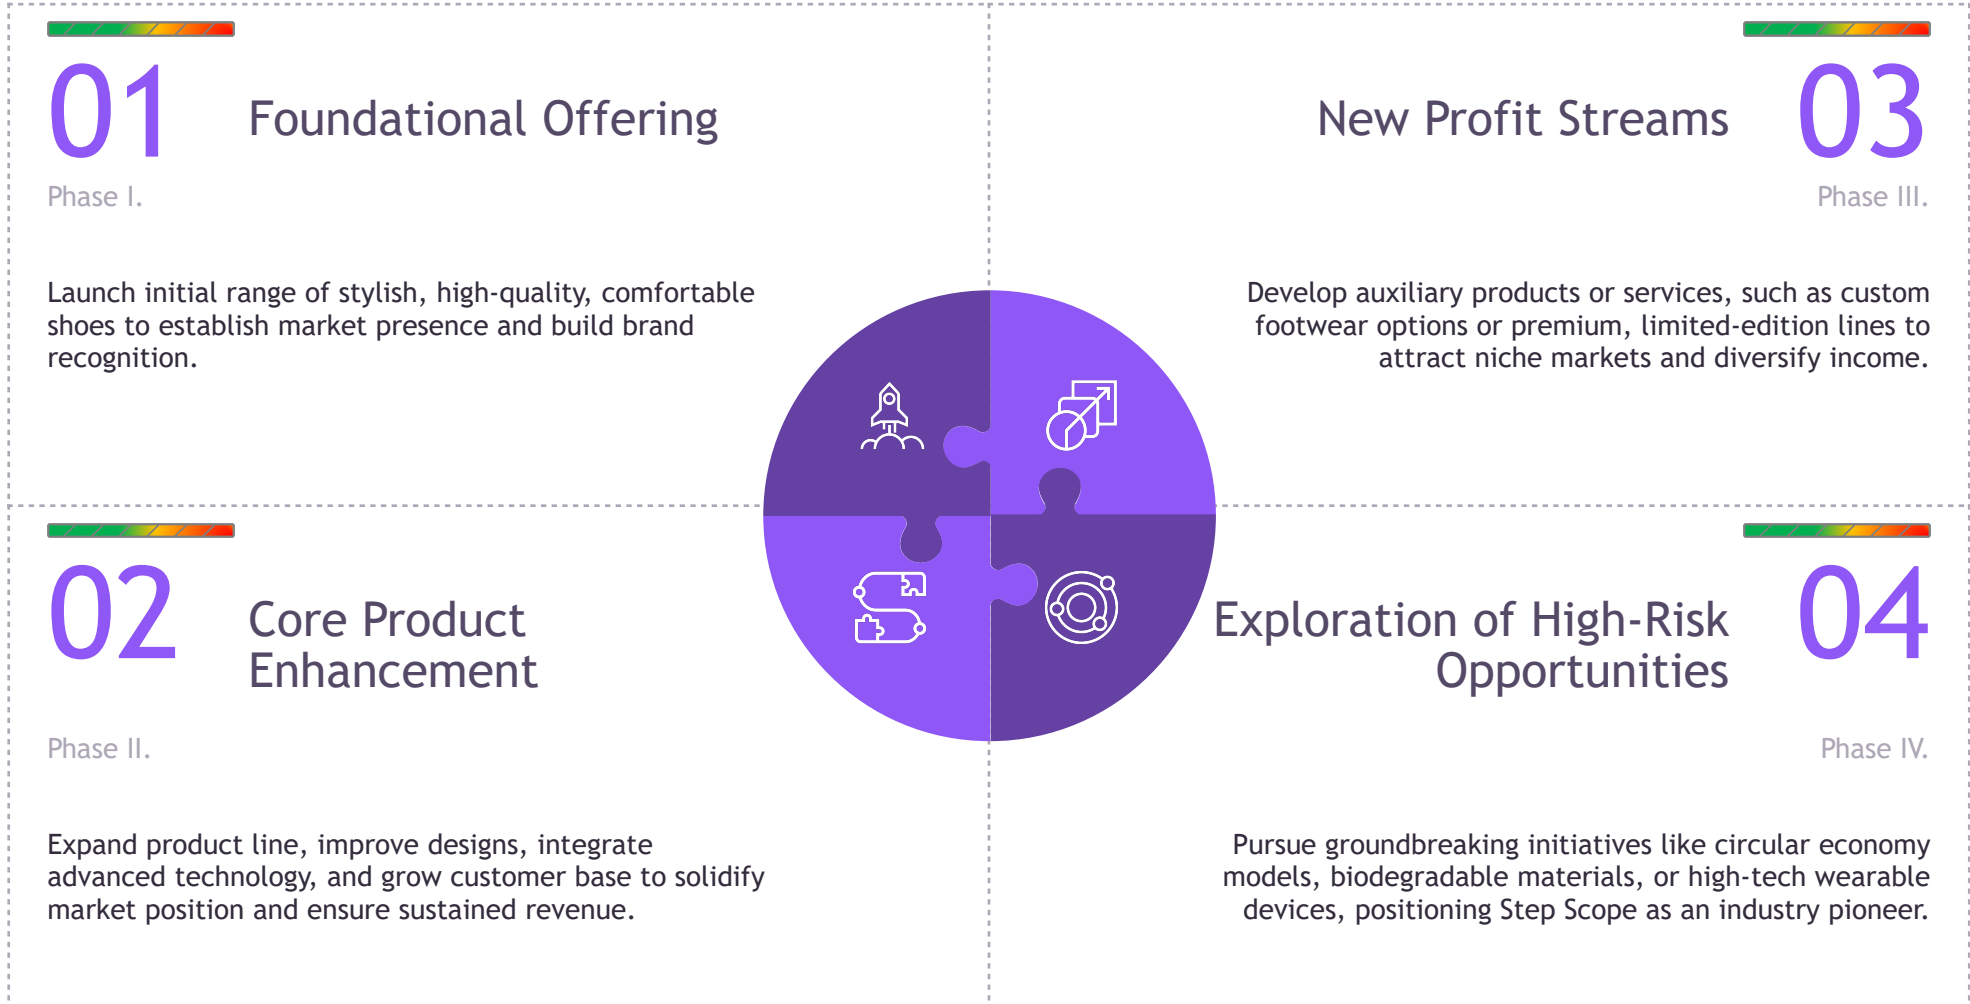 01
Foundational Offering
Phase I.
Launch initial range of stylish, high-quality, comfortable
shoes to establish market presence and build brand
recognition.
02
Core Product
Enhancement
Phase II.
Expand product line, improve designs, integrate
advanced technology, and grow customer base to solidify
market position and ensure sustained revenue.
New Profit Streams
03
Phase III.
Develop auxiliary products or services, such as custom
footwear options or premium, limited-edition lines to
attract niche markets and diversify income.
Exploration of High-Risk
Opportunities
04
Phase IV.
Pursue groundbreaking initiatives like circular economy
models, biodegradable materials, or high-tech wearable
devices, positioning Step Scope as an industry pioneer.